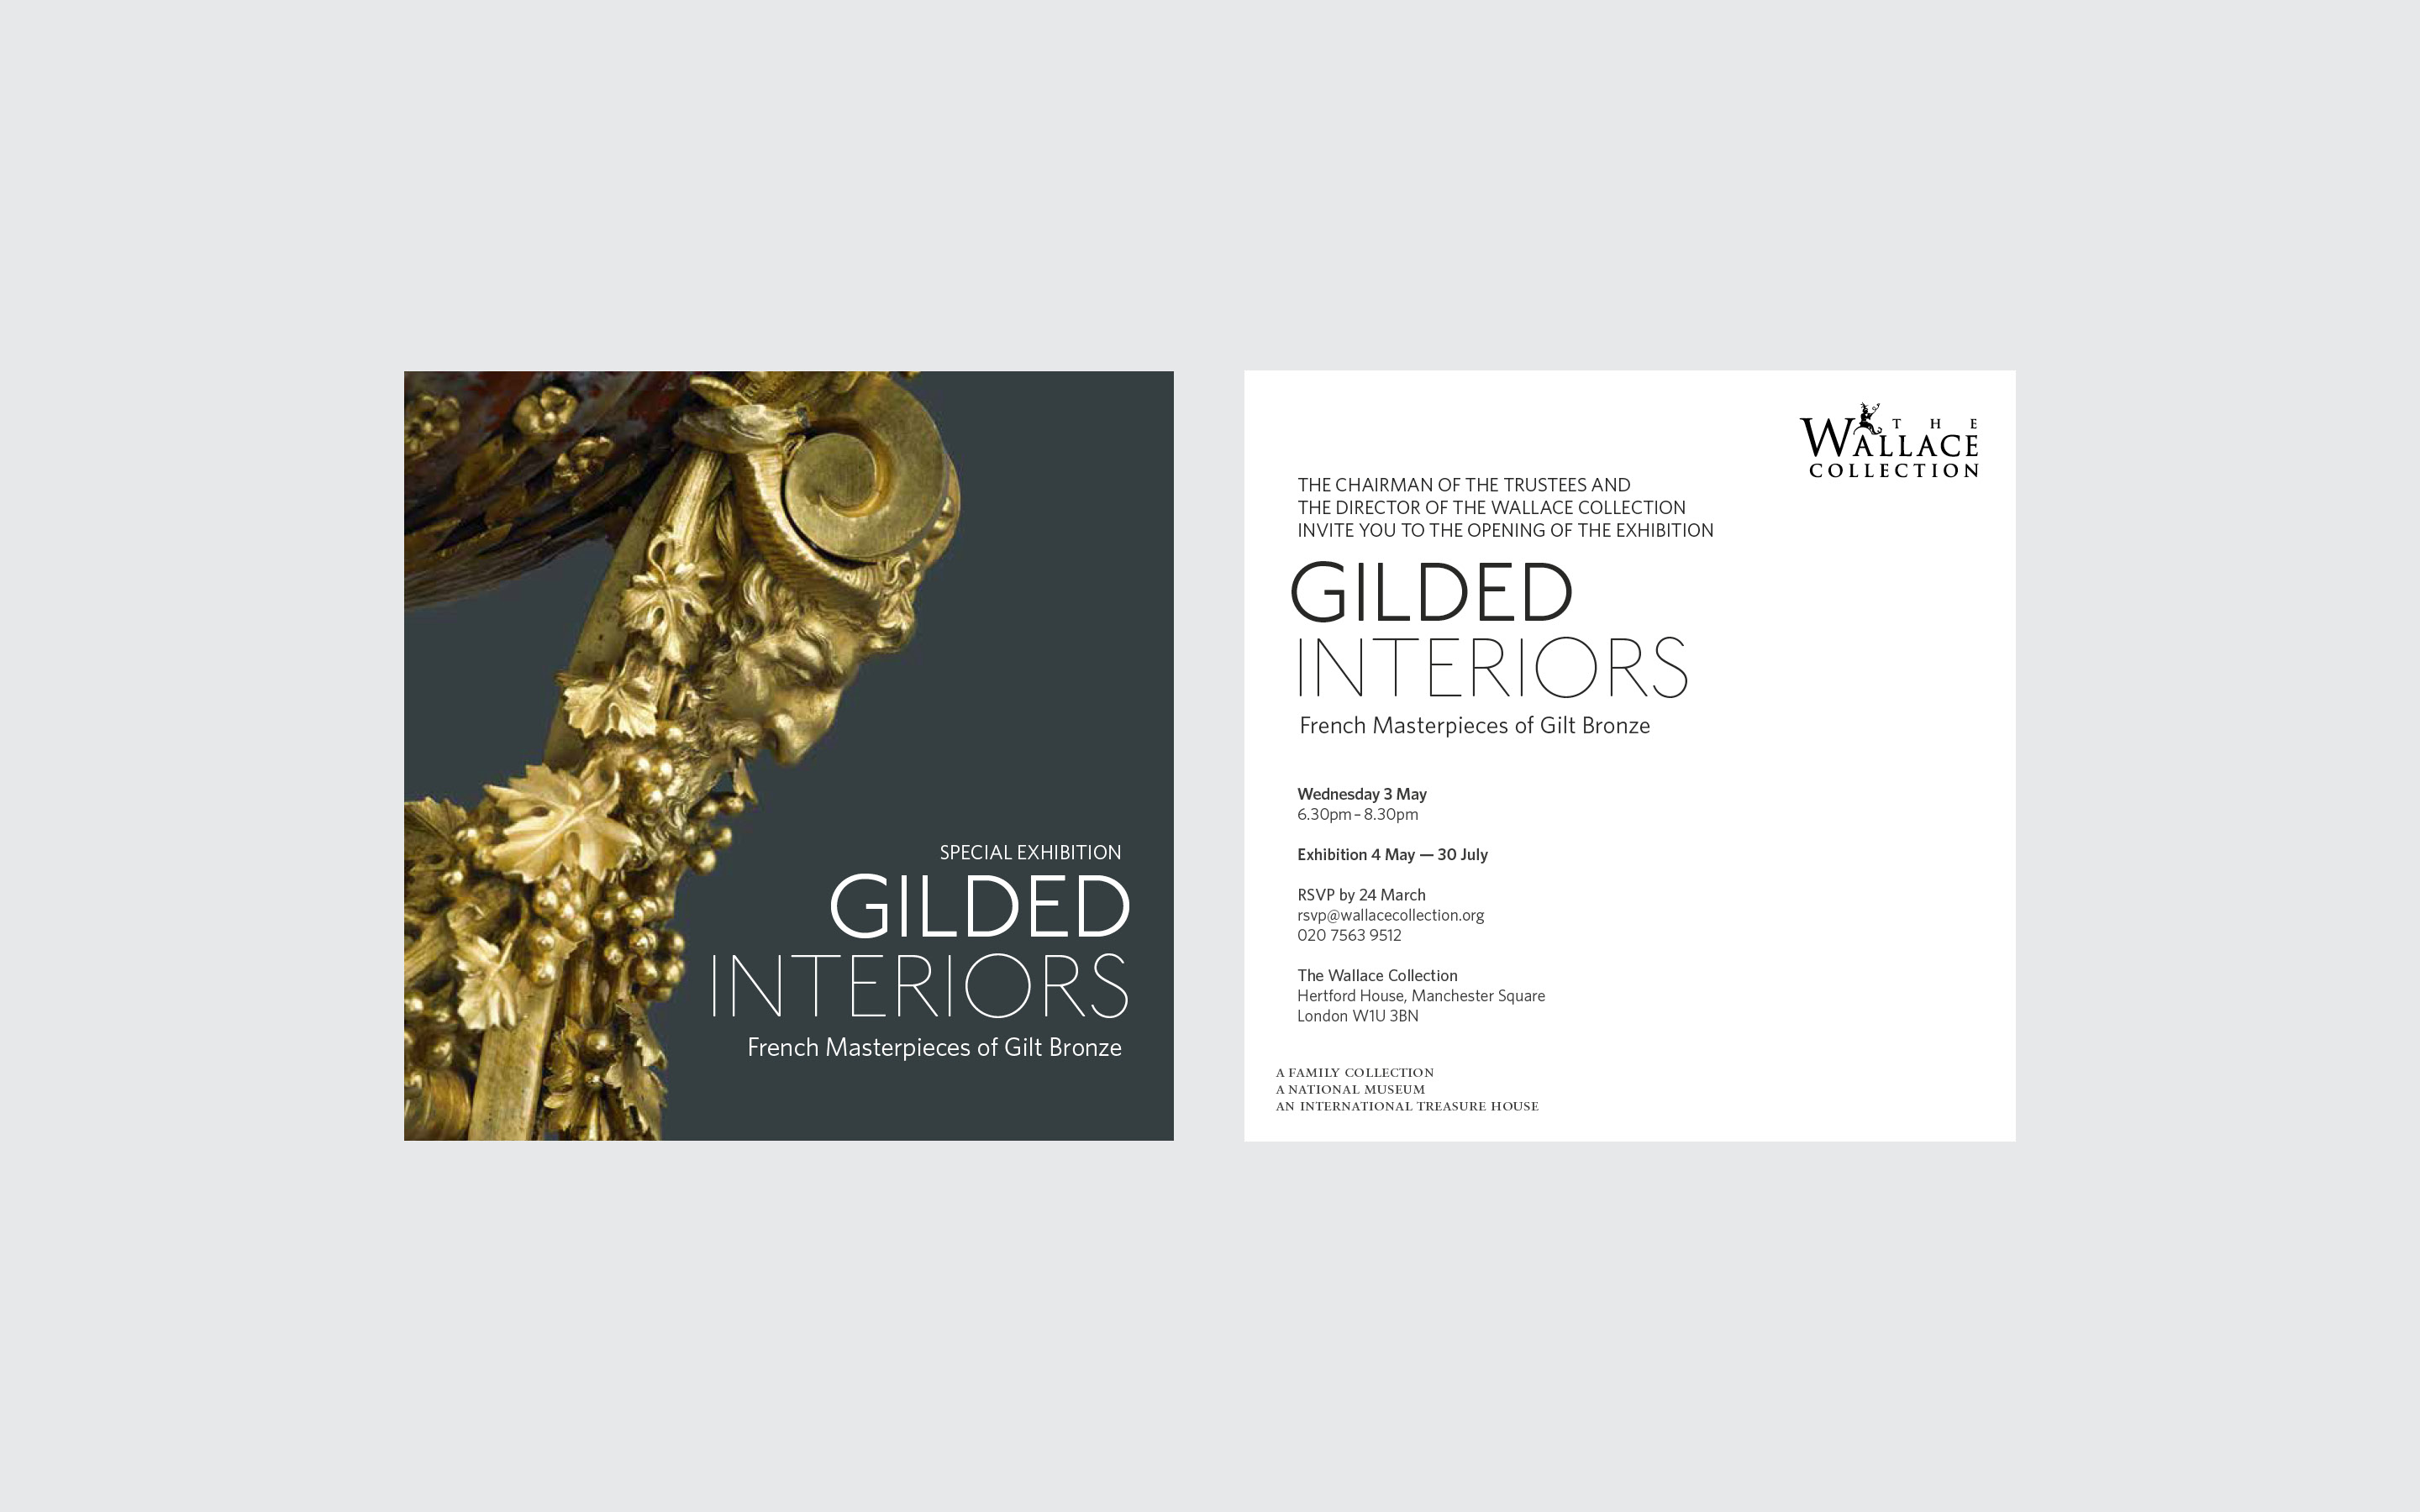 SPECIAL EXHIBITION
GILDED
INTERIORS
French Masterpieces of Gilt Bronze
THE
WALLACE
COLLECTION
THE CHAIRMAN OF THE TRUSTEES AND
THE DIRECTOR OF THE WALLACE COLLECTION
INVITE YOU TO THE OPENING OF THE EXHIBITION
GILDED
INTERIORS
French Masterpieces of Gilt Bronze
Wednesday 3 May
6.30pm – 8.30pm
Exhibition 4 May — 30 July
RSVP by 24 March
rsvp@wallacecollection.org
020 7563 9512
The Wallace Collection
Hertford House, Manchester Square
London W1U 3BN
A FAMILY COLLECTION
A NATIONAL MUSEUM
AN INTERNATIONAL TREASURE HOUSE